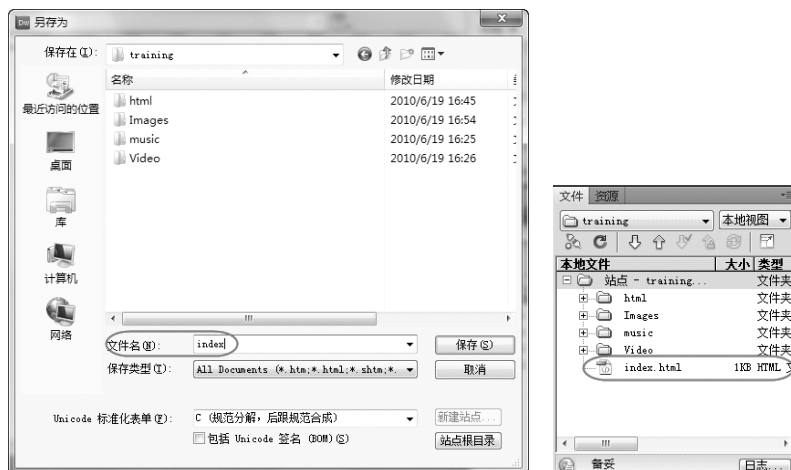 Dw 另存为
保存在(I): training
名称 修改日期
html 2010/6/19 16:45
Images 2010/6/19 16:54
music 2010/6/19 16:25
Video 2010/6/19 16:26
最近访问的位置
桌面
库
计算机
网络
文件名(N): index 保存(S)
保存类型(T): All Documents (*.htm;*.html;*.shtm;*. 取消
Unicode 标准化表单(F): C (规范分解，后跟规范合成) 新建站点...
包括 Unicode 签名 (BOM)(S) 站点根目录
文件 资源
training 本地视图
本地文件 大小 类型
站点 - training... 文件夹
html 文件夹
Images 文件夹
music 文件夹
Video 文件夹
index.html 1KB HTML
备妥 日志...